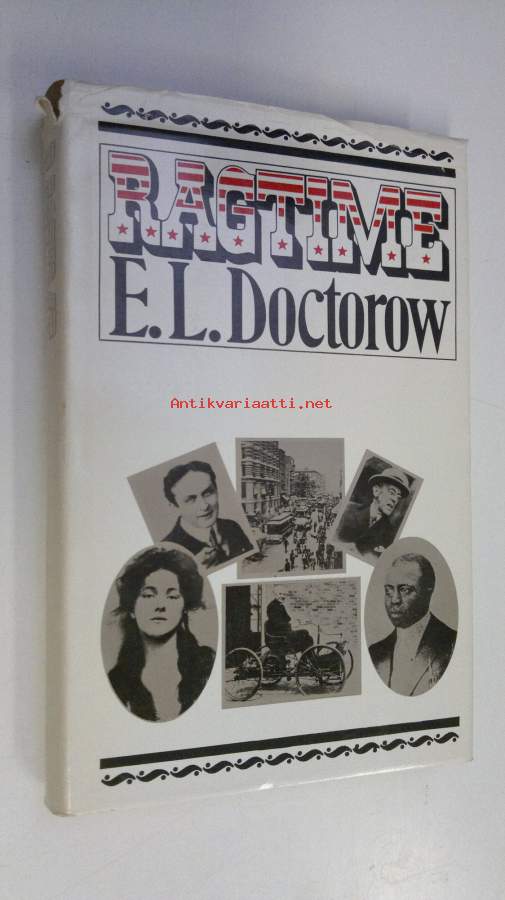 RAGTIME
E.L. Doctorow
Antikvariaatti.net